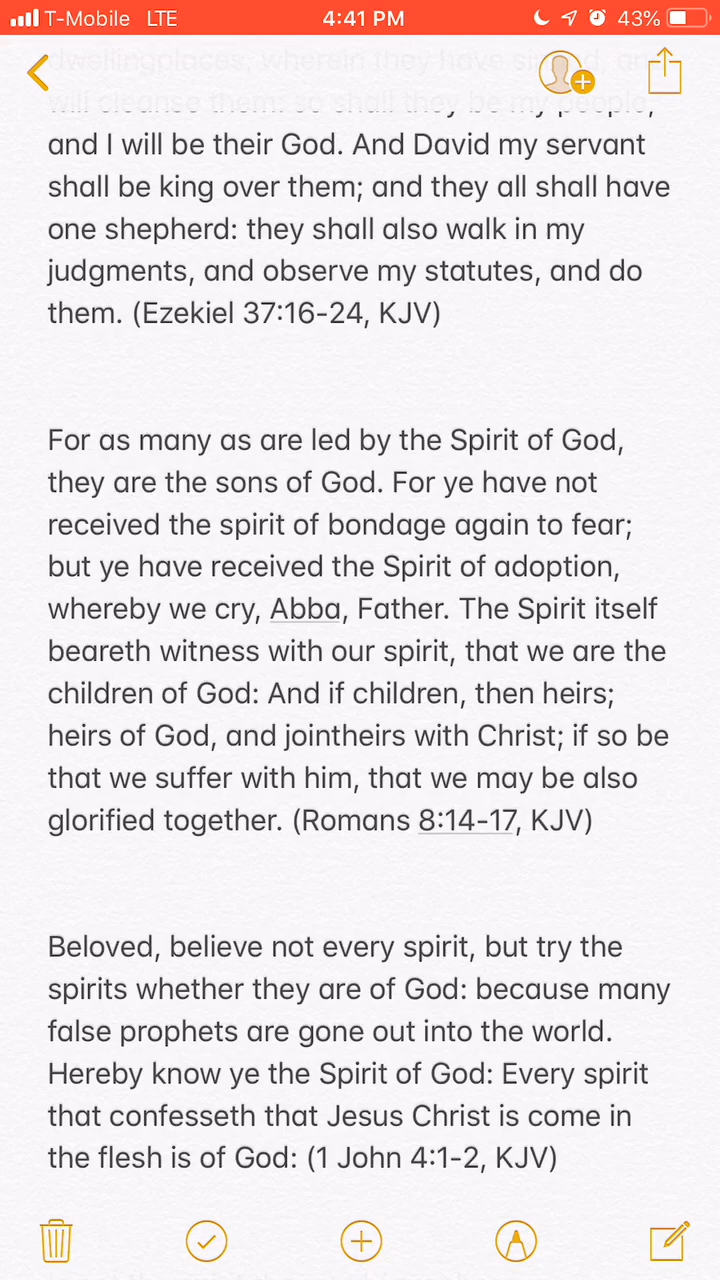 T-Mobile LTE 4:41 PM 43%
dwellingplaces, wherein they have
will cleanse them: so shall they be my people,
and I will be their God. And David my servant
shall be king over them; and they all shall have
one shepherd: they shall also walk in my
judgments, and observe my statutes, and do
them. (Ezekiel 37:16-24, KJV)
For as many as are led by the Spirit of God,
they are the sons of God. For ye have not
received the spirit of bondage again to fear;
but ye have received the Spirit of adoption,
whereby we cry, Abba, Father. The Spirit itself
beareth witness with our spirit, that we are the
children of God: And if children, then heirs;
heirs of God, and jointheirs with Christ; if so be
that we suffer with him, that we may be also
glorified together. (Romans 8:14-17, KJV)
Beloved, believe not every spirit, but try the
spirits whether they are of God: because many
false prophets are gone out into the world.
Hereby know ye the Spirit of God: Every spirit
that confesseth that Jesus Christ is come in
the flesh is of God: (1 John 4:1-2, KJV)